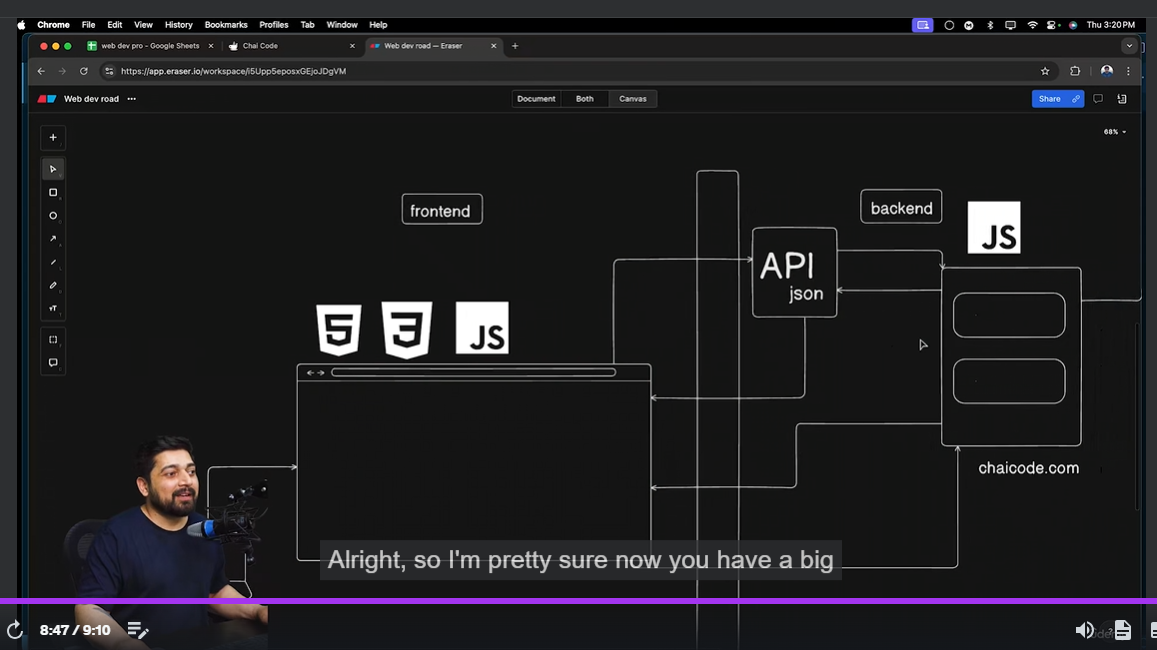 Chrome File Edit View History Bookmarks Profiles Tab Window Help
Thu 3:20 PM
web dev pro - Google Sheets
Chai Code
Web dev road — Eraser
https://app.eraser.io/workspace/i5Upp5eposxGEjoJDgVM
Web dev road
Document Both Canvas
Share
68%
frontend
backend
JS
API
json
5 3 JS
chaicode.com
Alright, so I'm pretty sure now you have a big
8:47 / 9:10